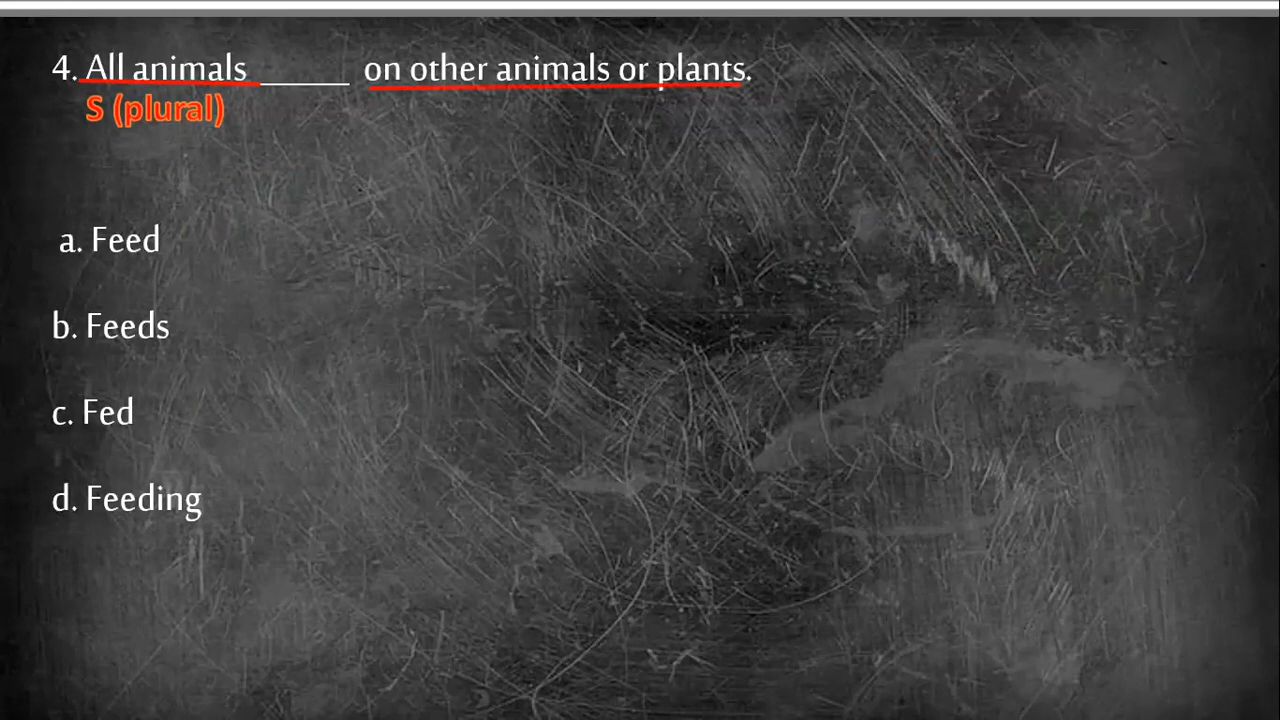 4. All animals ______ on other animals or plants.
S (plural)
a. Feed
b. Feeds
c. Fed
d. Feeding